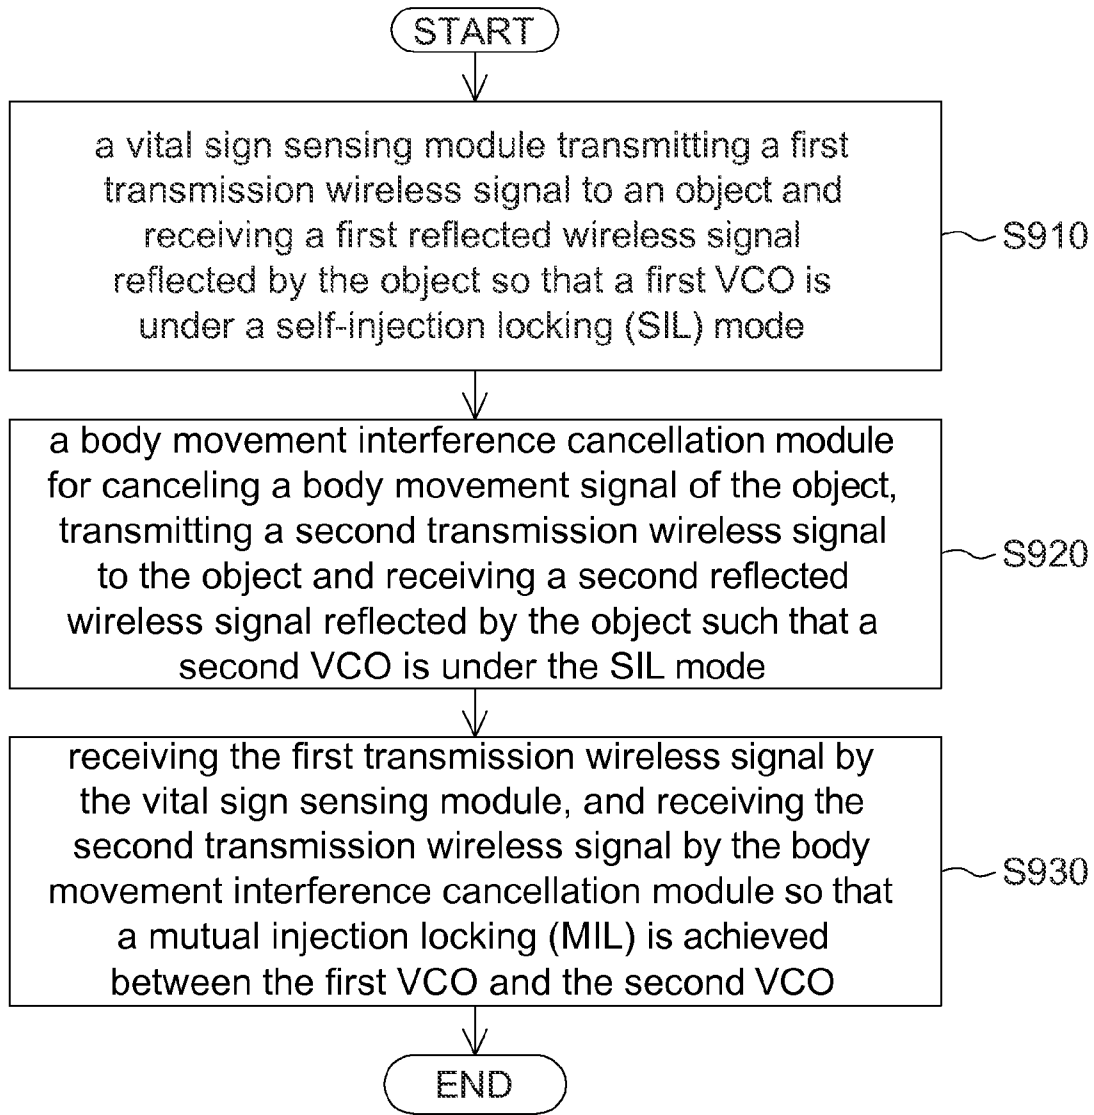 START
a vital sign sensing module transmitting a first
transmission wireless signal to an object and
receiving a first reflected wireless signal
reflected by the object so that a first VCO is
under a self-injection locking (SIL) mode
S910
a body movement interference cancellation module
for canceling a body movement signal of the object,
transmitting a second transmission wireless signal
to the object and receiving a second reflected
wireless signal reflected by the object such that a
second VCO is under the SIL mode
S920
receiving the first transmission wireless signal by
the vital sign sensing module, and receiving the
second transmission wireless signal by the body
movement interference cancellation module so that
a mutual injection locking (MIL) is achieved
between the first VCO and the second VCO
S930
END